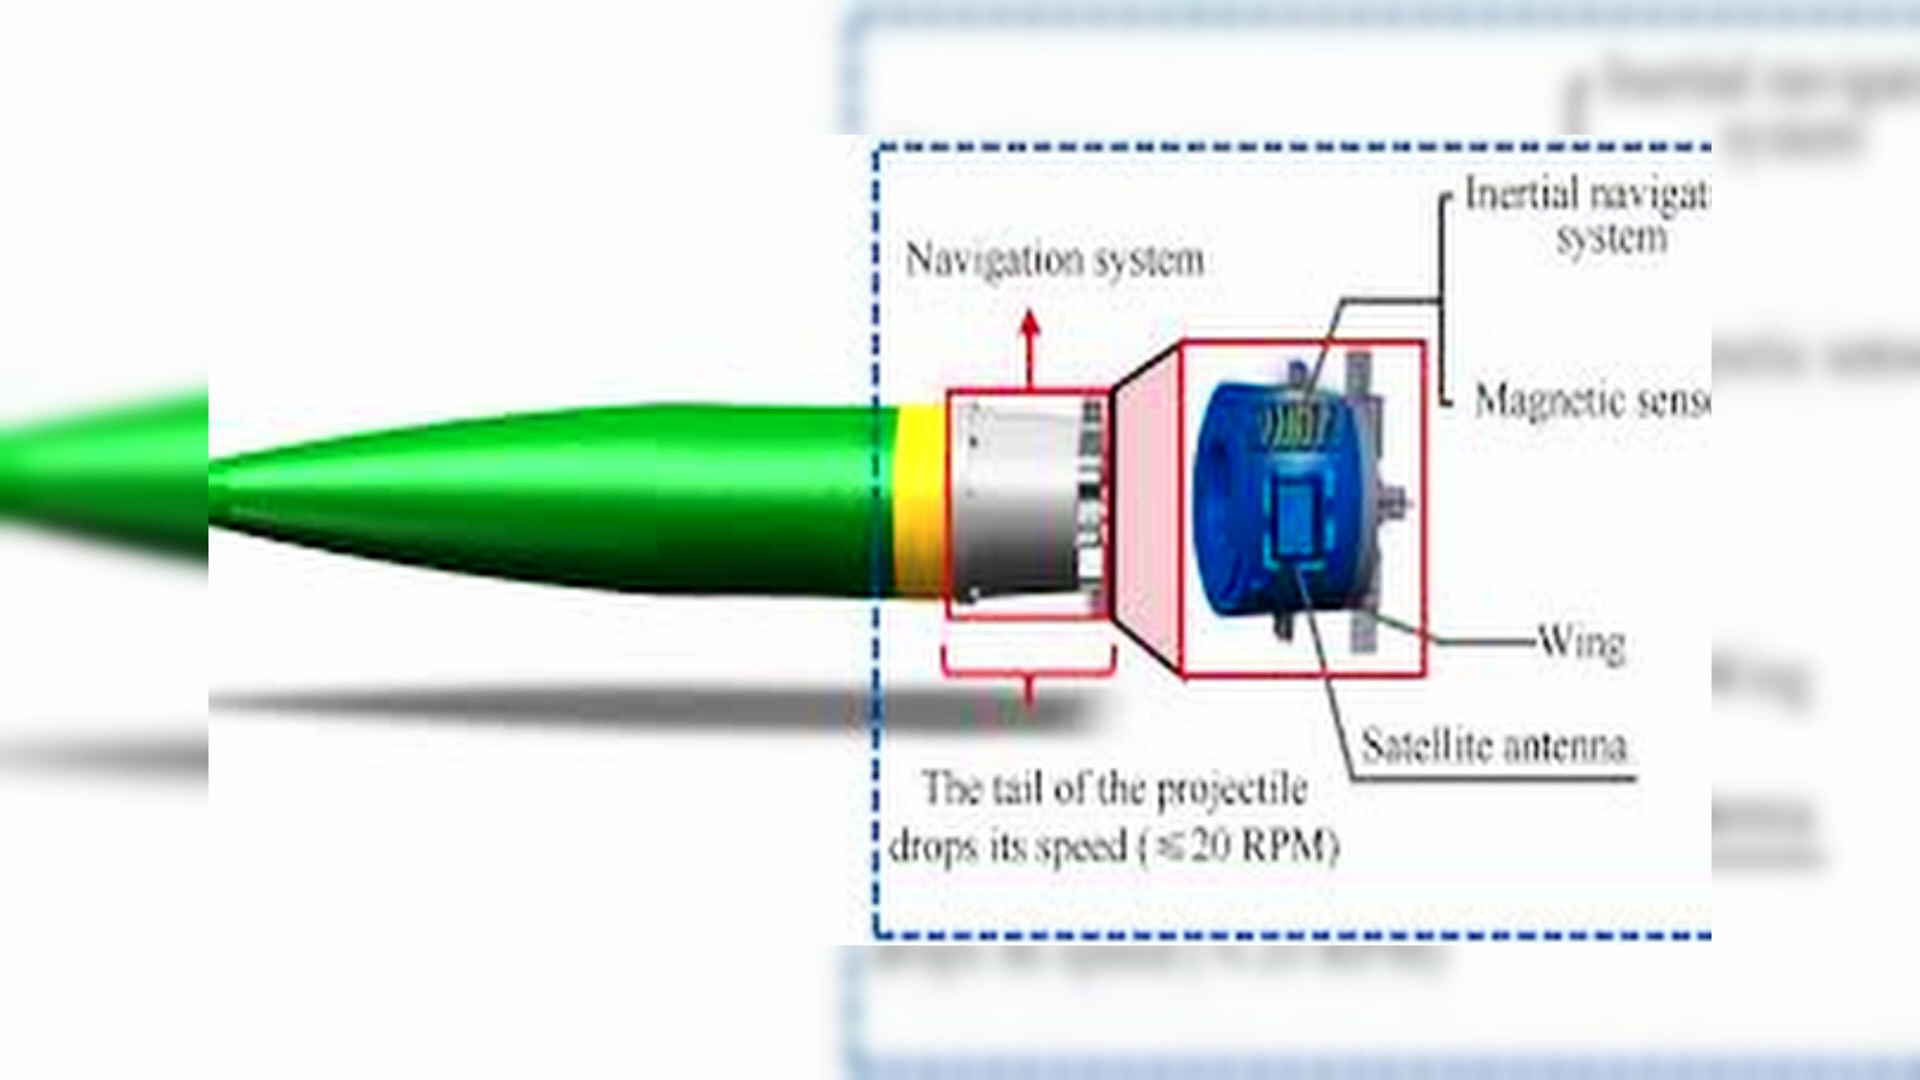 Inertial navigat
system
Navigation system
Magnetic sens
Wing
Satellite antenna
The tail of the projectile
drops its speed (≤20 RPM)